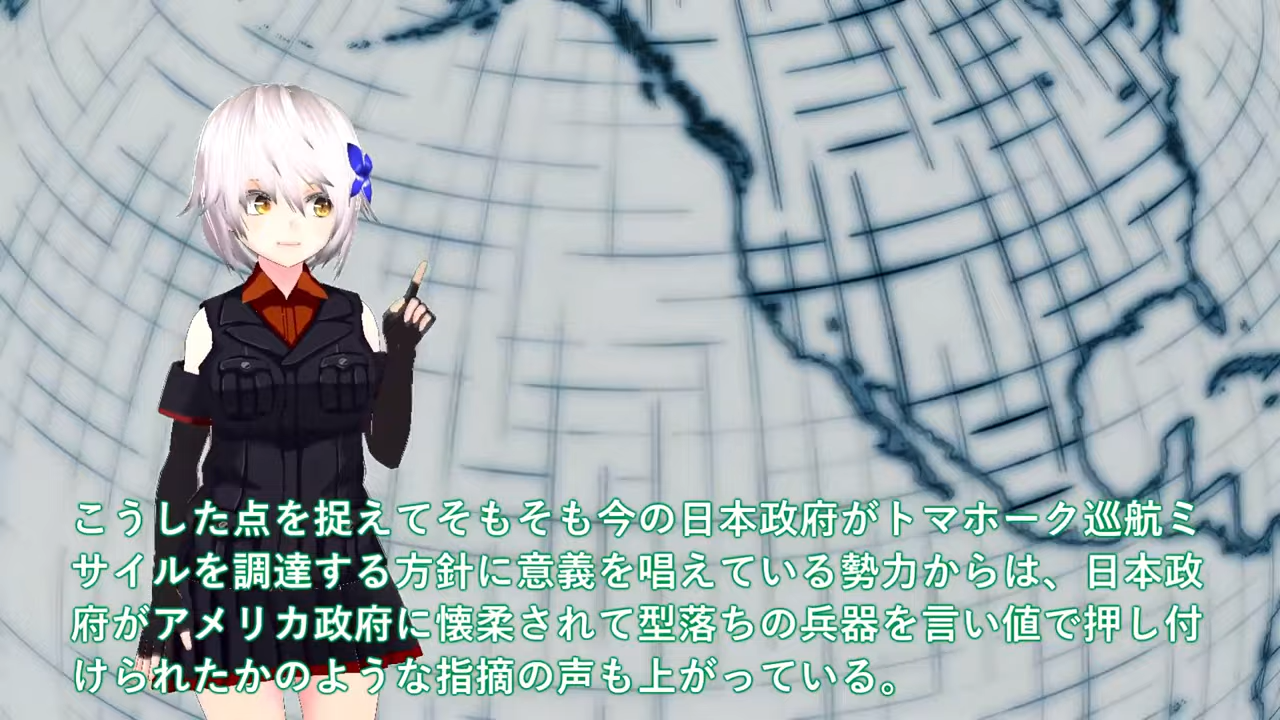 こうした点を捉えてそもそも今の日本政府がトマホーク巡航ミ
サイルを調達する方針に意義を唱えている勢力からは、日本政
府がアメリカ政府に懐柔されて型落ちの兵器を言い値で押し付
けられたかのような指摘の声も上がっている。